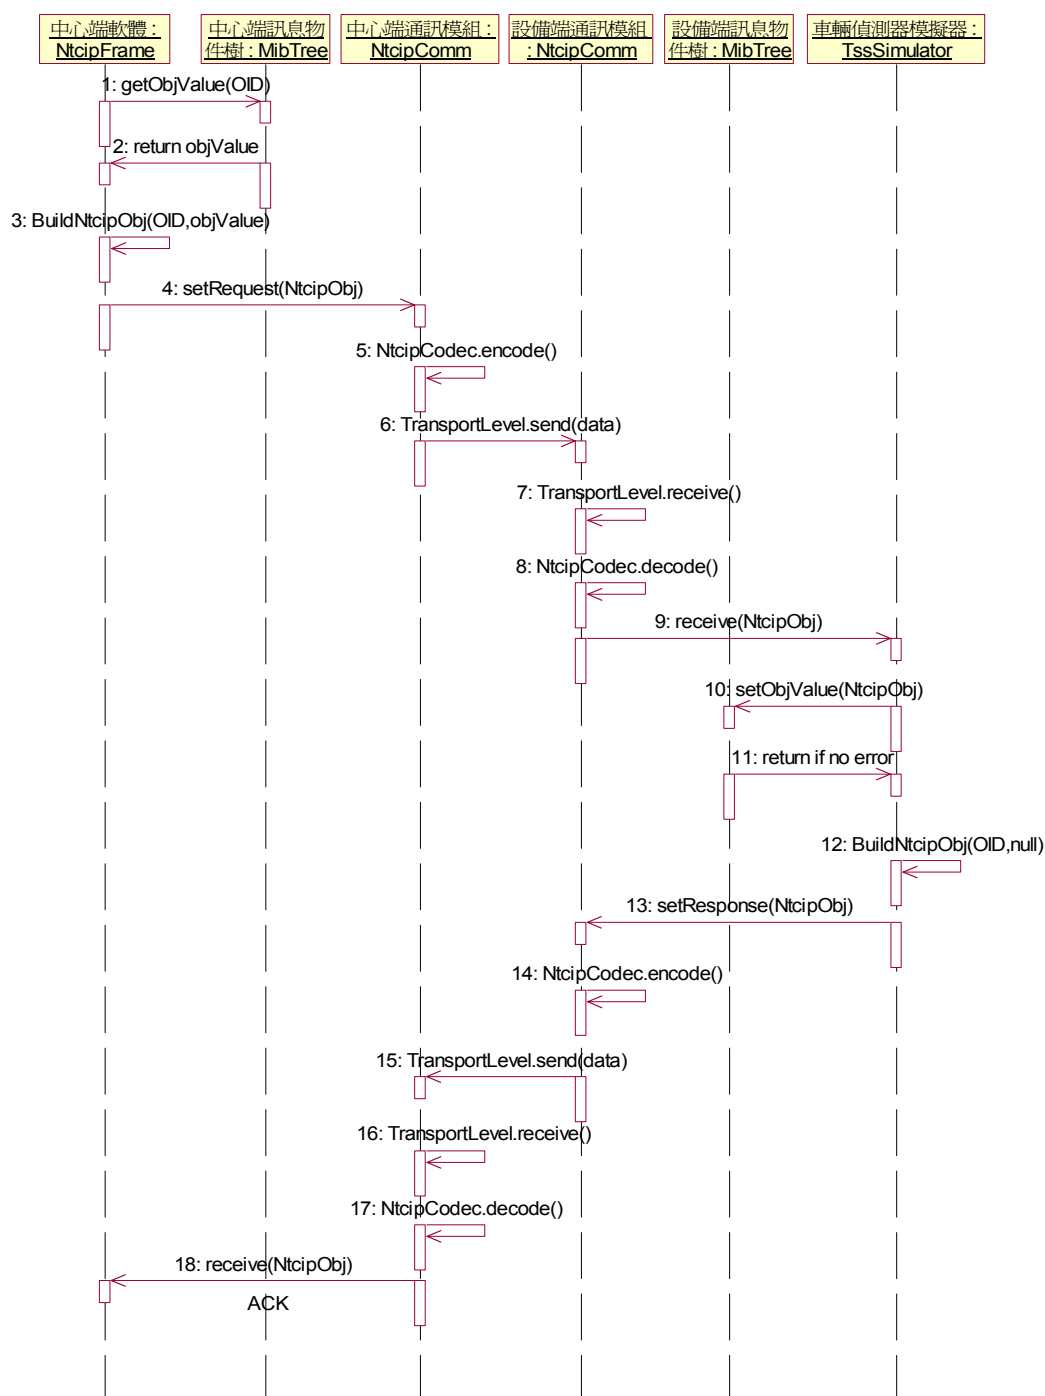 中心端軟體 :
NtcipFrame
中心端訊息物
件樹 : MibTree
中心端通訊模組 :
NtcipComm
設備端通訊模組
: NtcipComm
設備端訊息物
件樹 : MibTree
車輛偵測器模擬器 :
TssSimulator
1: getObjValue(OID)
2: return objValue
3: BuildNtcipObj(OID,objValue)
4: setRequest(NtcipObj)
5: NtcipCodec.encode()
6: TransportLevel.send(data)
7: TransportLevel.receive()
8: NtcipCodec.decode()
9: receive(NtcipObj)
10: setObjValue(NtcipObj)
11: return if no error
12: BuildNtcipObj(OID,null)
13: setResponse(NtcipObj)
14: NtcipCodec.encode()
15: TransportLevel.send(data)
16: TransportLevel.receive()
17: NtcipCodec.decode()
18: receive(NtcipObj)
ACK